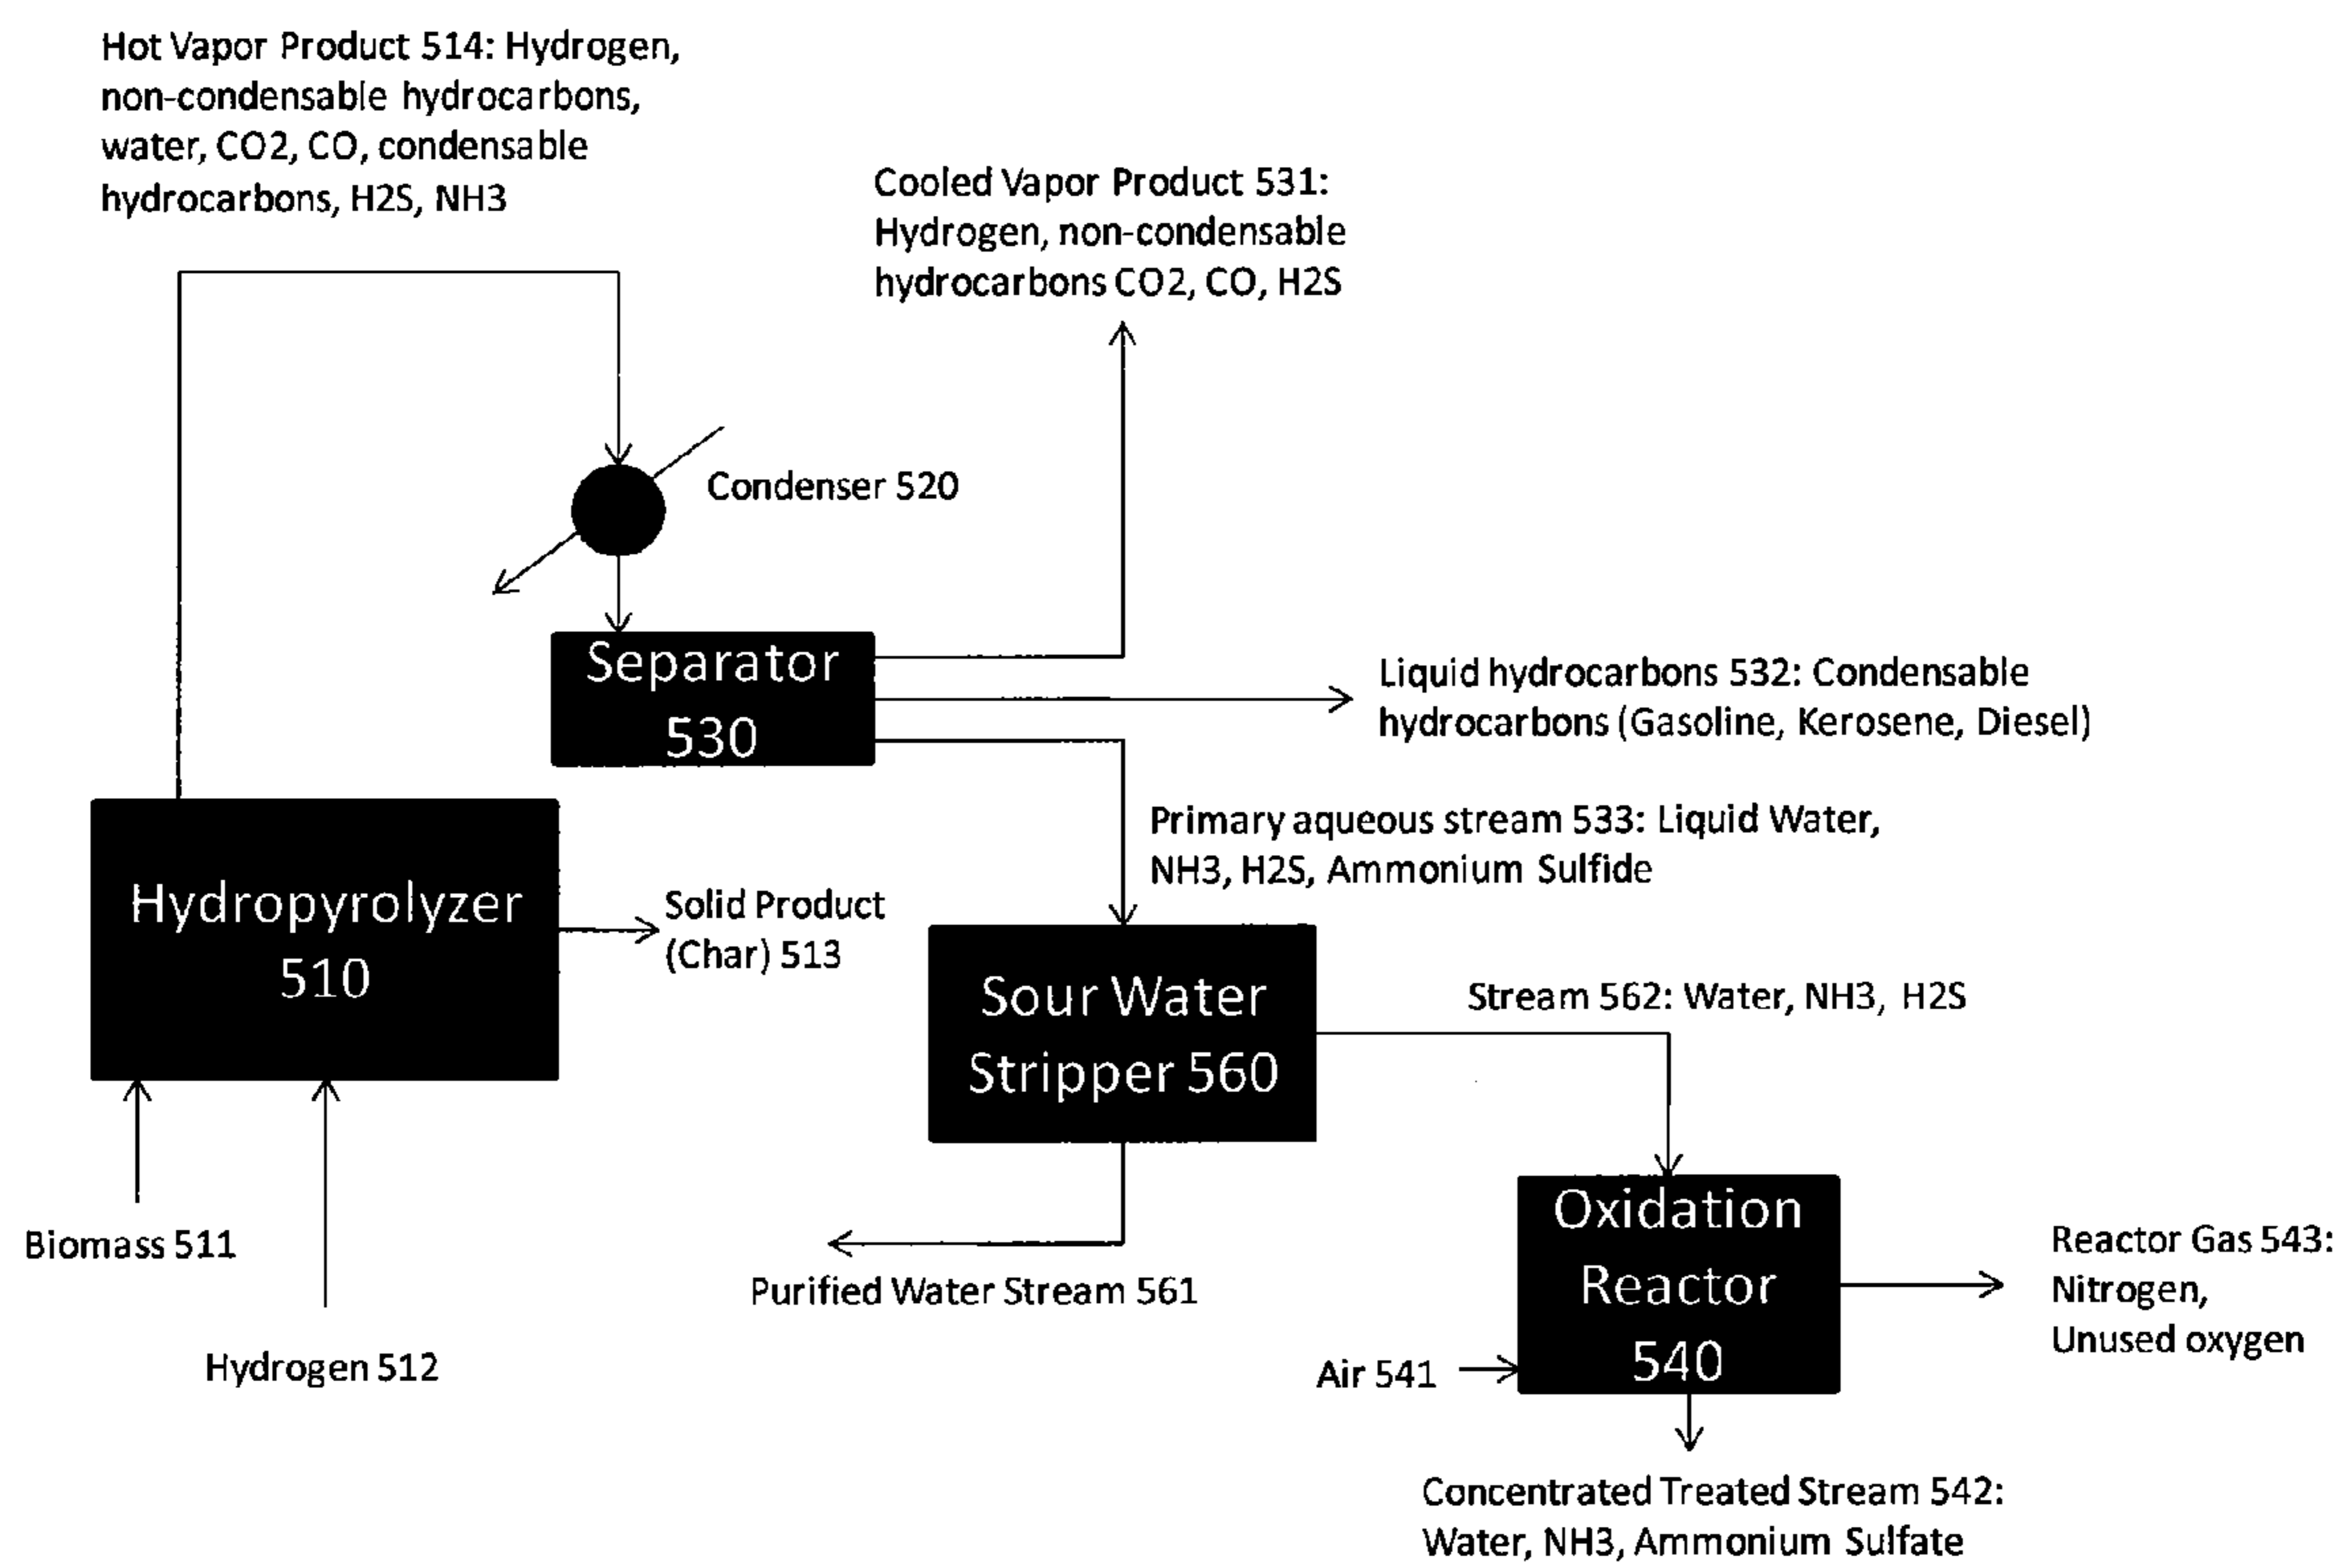 Hot Vapor Product 514: Hydrogen,
non-condensable hydrocarbons,
water, CO2, CO, condensable
hydrocarbons, H2S, NH3
Cooled Vapor Product 531:
Hydrogen, non-condensable
hydrocarbons CO2, CO, H2S
Condenser 520
Separator
530
Liquid hydrocarbons 532: Condensable
hydrocarbons (Gasoline, Kerosene, Diesel)
Primary aqueous stream 533: Liquid Water,
NH3, H2S, Ammonium Sulfide
Hydropyrolyzer
510
Solid Product
(Char) 513
Sour Water
Stripper 560
Stream 562: Water, NH3, H2S
Biomass 511
Hydrogen 512
Purified Water Stream 561
Oxidation
Reactor
540
Air 541
Reactor Gas 543:
Nitrogen,
Unused oxygen
Concentrated Treated Stream 542:
Water, NH3, Ammonium Sulfate